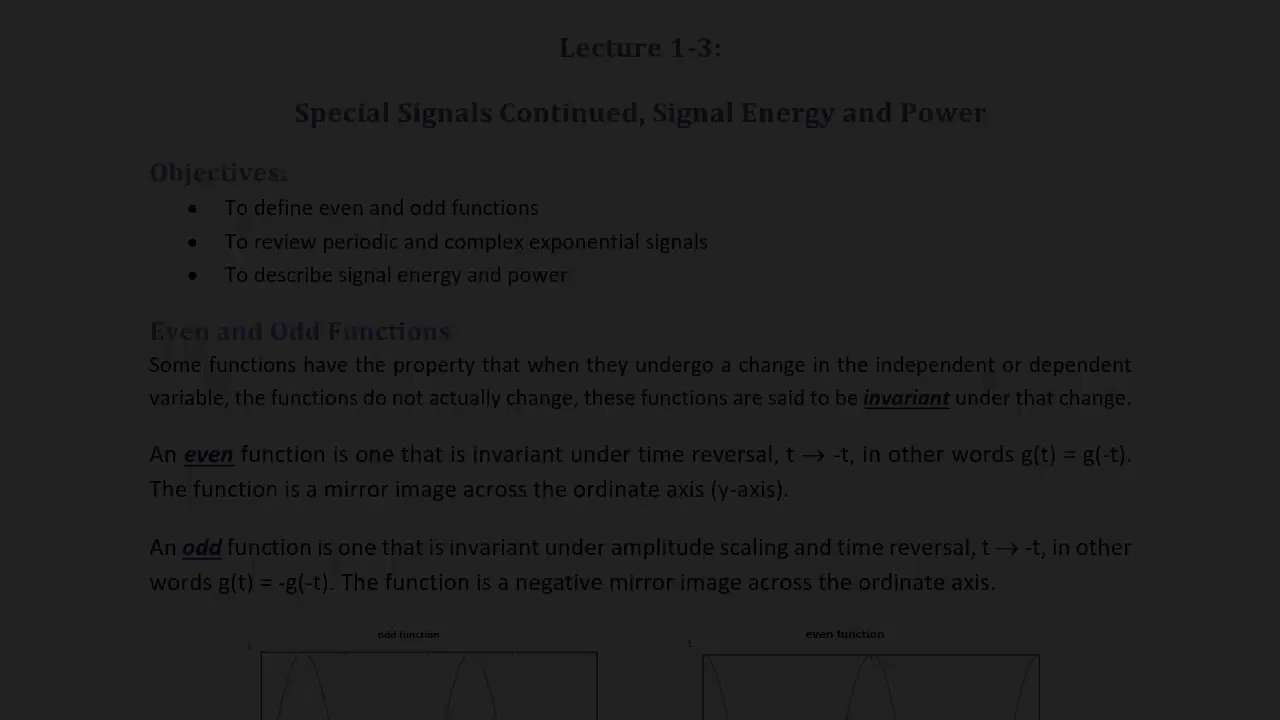 Lecture 1-3:
Special Signals Continued, Signal Energy and Power
Objectives:
• To define even and odd functions
• To review periodic and complex exponential signals
• To describe signal energy and power
Even and Odd Functions
Some functions have the property that when they undergo a change in the independent or dependent
variable, the functions do not actually change, these functions are said to be invariant under that change.
An even function is one that is invariant under time reversal, t → -t, in other words g(t) = g(-t).
The function is a mirror image across the ordinate axis (y-axis).
An odd function is one that is invariant under amplitude scaling and time reversal, t → -t, in other
words g(t) = -g(-t). The function is a negative mirror image across the ordinate axis.
odd function
even function